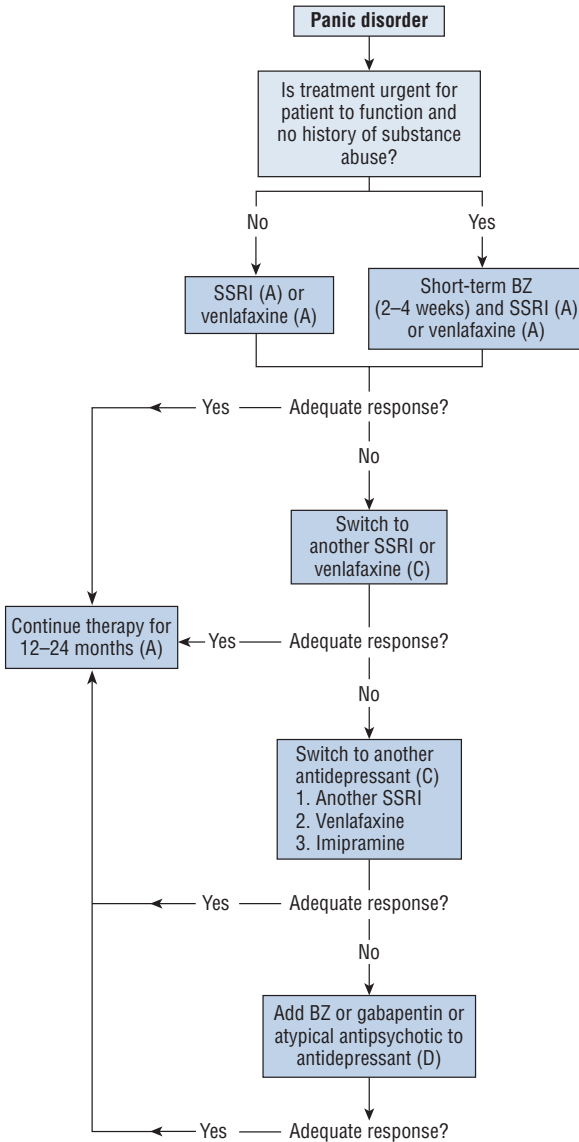 Panic disorder
Is treatment urgent for
patient to function and
no history of substance
abuse?
No
Yes
SSRI (A) or
venlafaxine (A)
Short-term BZ
(2–4 weeks) and SSRI (A)
or venlafaxine (A)
Yes
Adequate response?
No
Switch to
another SSRI or
venlafaxine (C)
Continue therapy for
12–24 months (A)
Yes
Adequate response?
No
Switch to another
antidepressant (C)
1. Another SSRI
2. Venlafaxine
3. Imipramine
Yes
Adequate response?
No
Add BZ or gabapentin or
atypical antipsychotic to
antidepressant (D)
Yes
Adequate response?